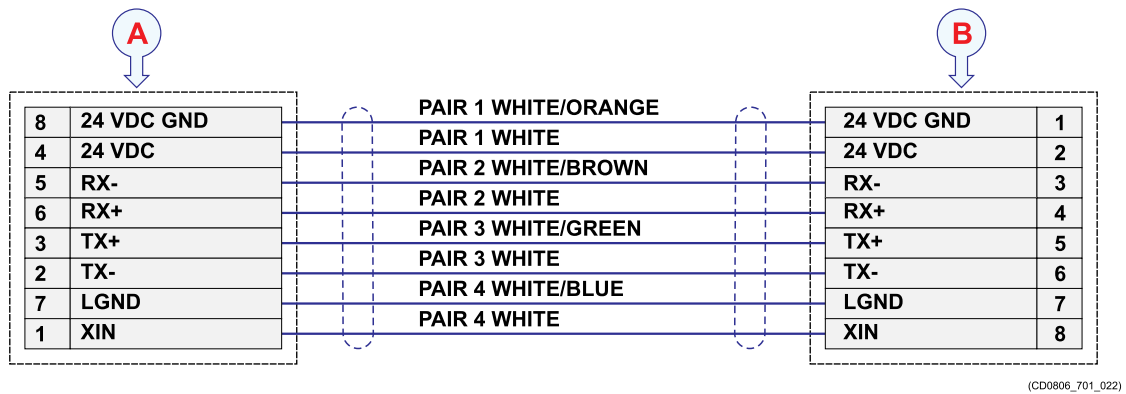 A B
PAIR 1 WHITE/ORANGE
8 24 VDC GND 24 VDC GND 1
PAIR 1 WHITE
4 24 VDC 24 VDC 2
PAIR 2 WHITE/BROWN
5 RX- RX- 3
PAIR 2 WHITE
6 RX+ RX+ 4
PAIR 3 WHITE/GREEN
3 TX+ TX+ 5
PAIR 3 WHITE
2 TX- TX- 6
PAIR 4 WHITE/BLUE
7 LGND LGND 7
PAIR 4 WHITE
1 XIN XIN 8
(CD0806_701_022)